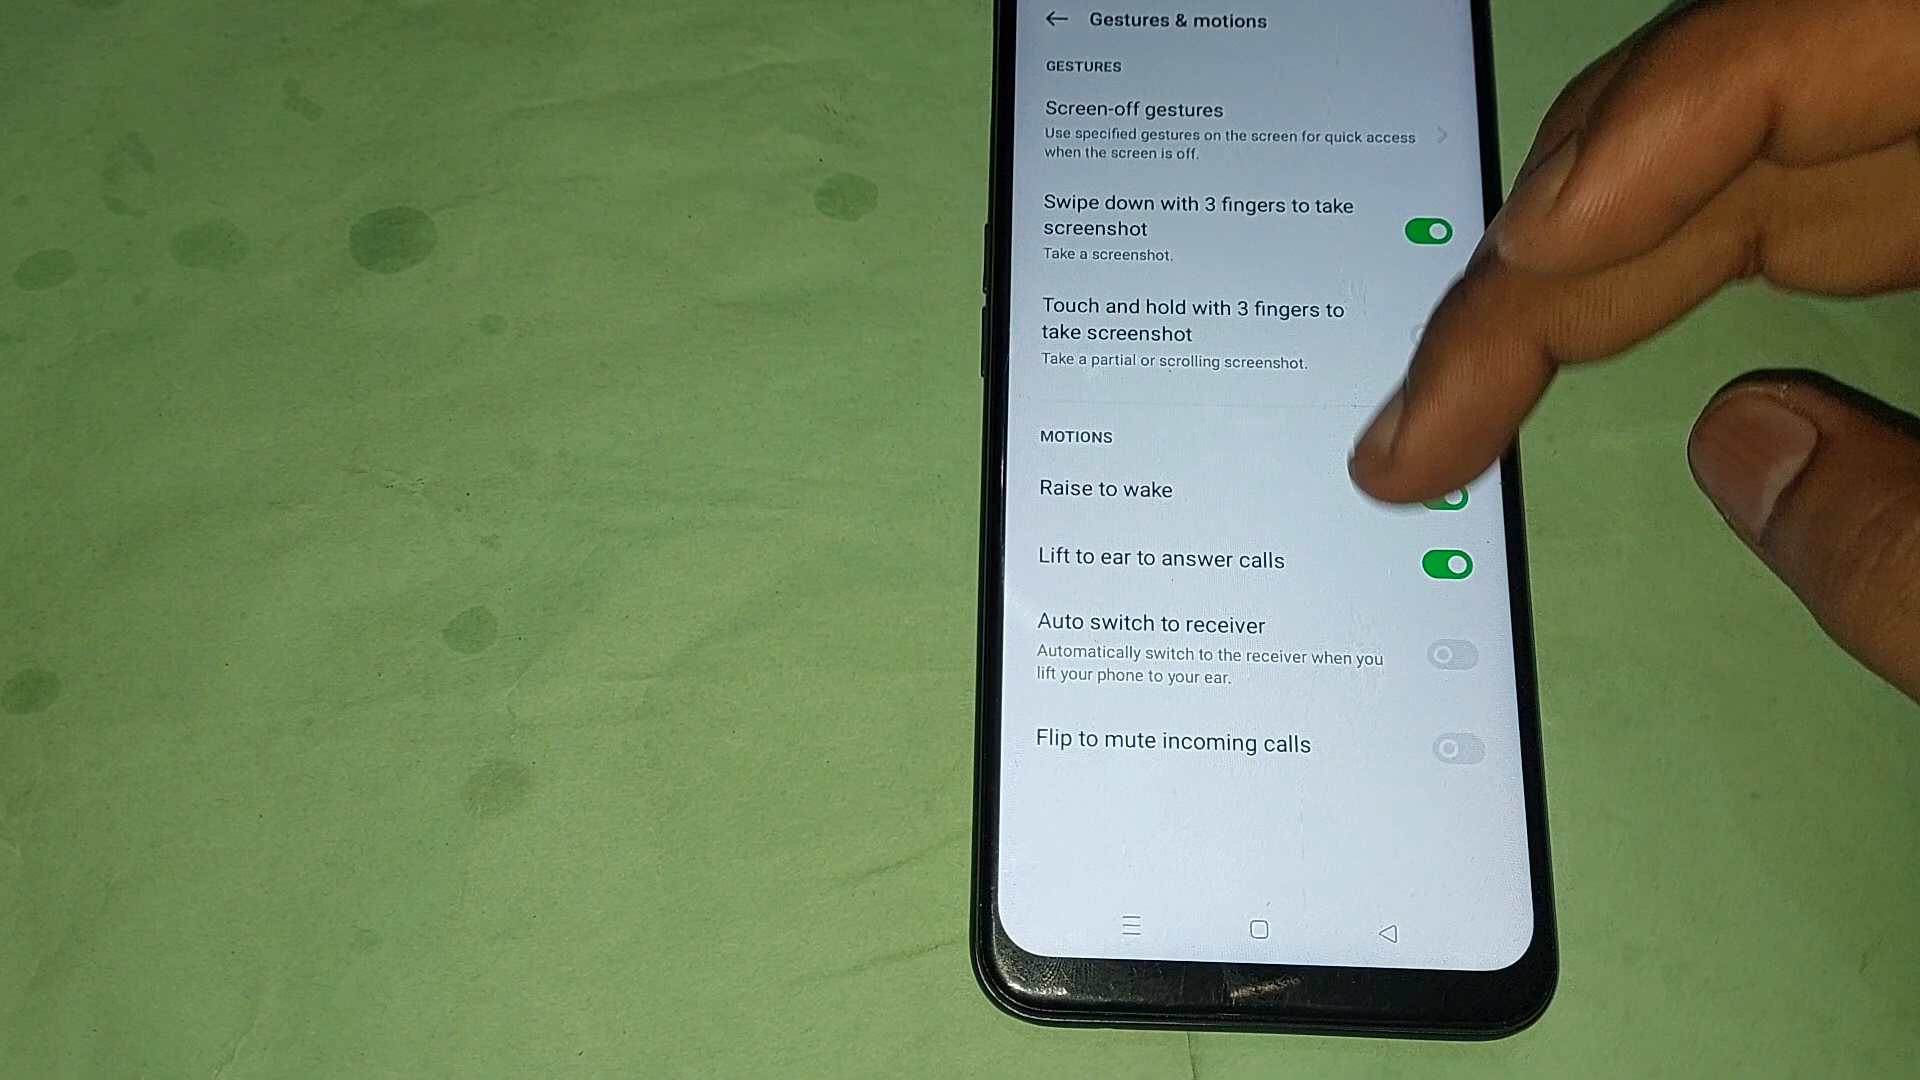 Gestures & motions
GESTURES
Screen-off gestures
Use specified gestures on the screen for quick access
when the screen is off.
Swipe down with 3 fingers to take
screenshot
Take a screenshot.
Touch and hold with 3 fingers to
take screenshot
Take a partial or scrolling screenshot.
MOTIONS
Raise to wake
Lift to ear to answer calls
Auto switch to receiver
Automatically switch to the receiver when you
lift your phone to your ear.
Flip to mute incoming calls